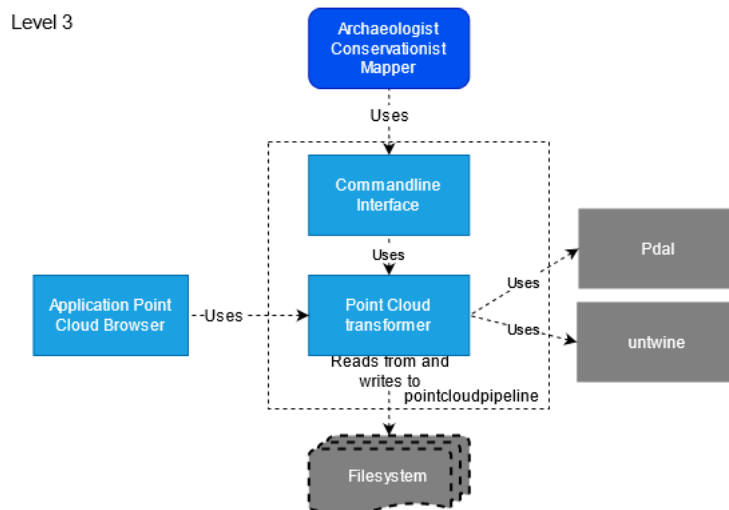 Level 3
Archaeologist
Conservationist
Mapper
Uses
Commandline
Interface
Uses
Application Point
Cloud Browser
Uses
Point Cloud
transformer
Uses
Pdal
Uses
untwine
Reads from and
writes to
pointcloudpipeline
Filesystem